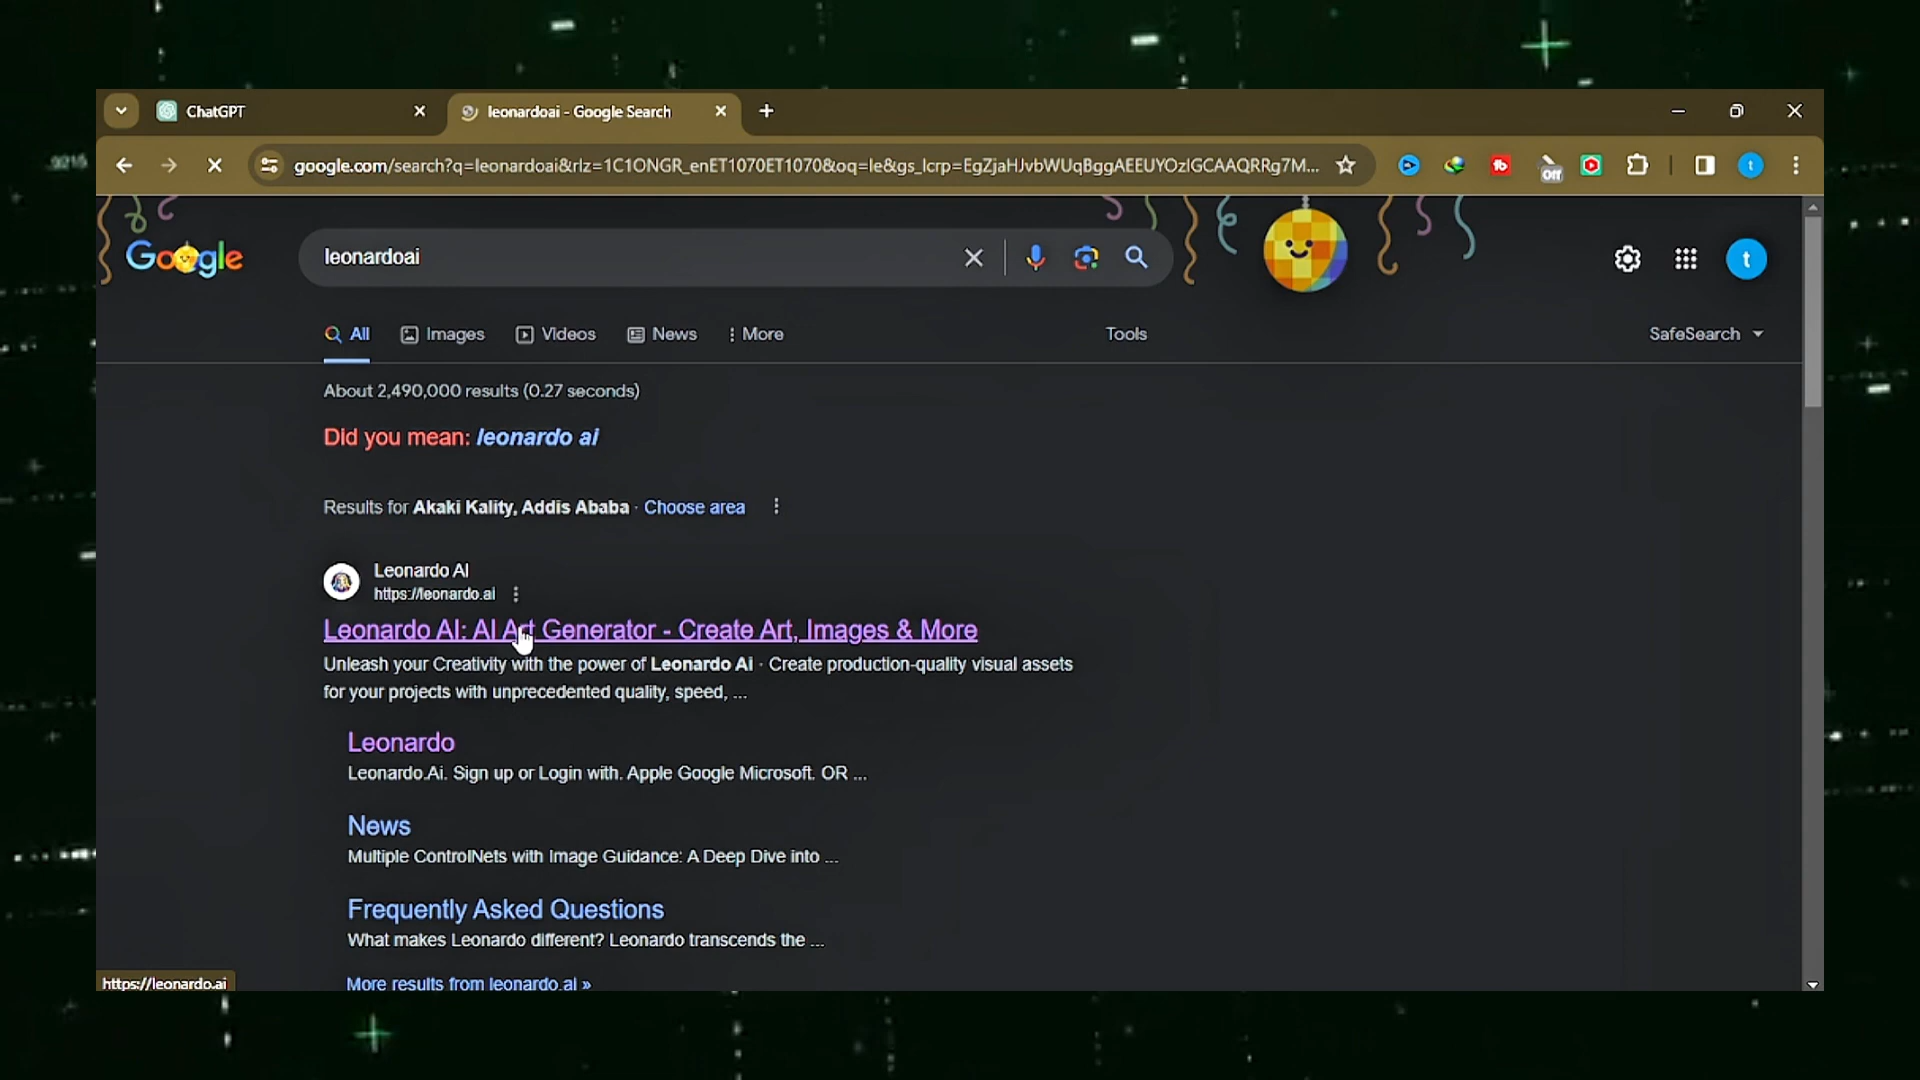 ChatGPT
leonardoai - Google Search
google.com/search?q=leonardoai&rlz=1C1ONGR_enET1070ET1070&oq=le&gs_lcrp=EgZjaHJvbWUqBggAEEUYOzIGCAAQRRg7M...
Off
t
Google
leonardoai
t
All
Images
Videos
News
More
Tools
SafeSearch
About 2,490,000 results (0.27 seconds)
Did you mean: leonardo ai
Results for Akaki Kality, Addis Ababa · Choose area
Leonardo AI
https://leonardo.ai
Leonardo AI: AI Art Generator - Create Art, Images & More
Unleash your Creativity with the power of Leonardo Ai · Create production-quality visual assets
for your projects with unprecedented quality, speed, ...
Leonardo
Leonardo.Ai. Sign up or Login with. Apple Google Microsoft. OR ...
News
Multiple ControlNets with Image Guidance: A Deep Dive into ...
Frequently Asked Questions
What makes Leonardo different? Leonardo transcends the ...
More results from leonardo.ai »
https://leonardo.ai